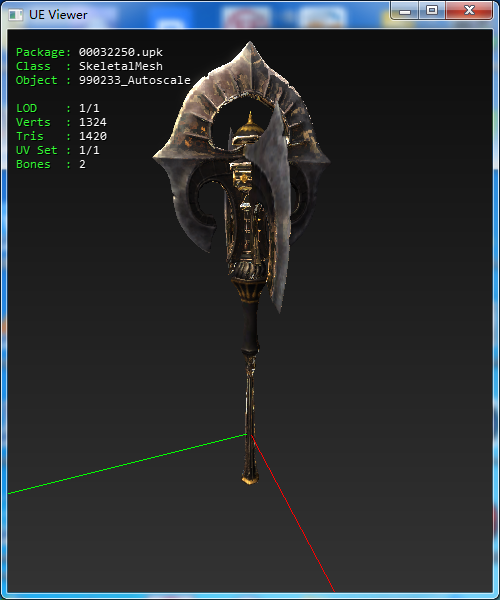 UE Viewer
Package: 00032250.upk
Class : SkeletalMesh
Object : 990233_Autoscale
LOD : 1/1
Verts : 1324
Tris : 1420
UV Set : 1/1
Bones : 2